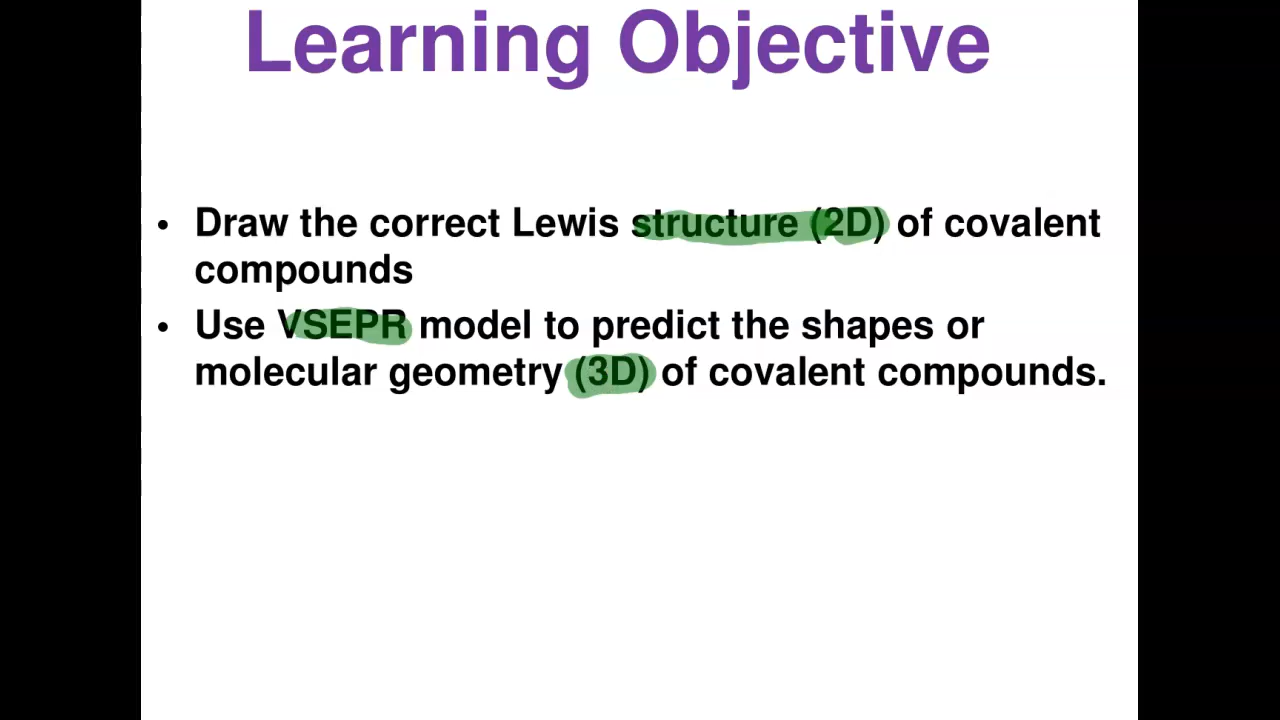 Learning Objective
• Draw the correct Lewis structure (2D) of covalent
compounds
• Use VSEPR model to predict the shapes or
molecular geometry (3D) of covalent compounds.